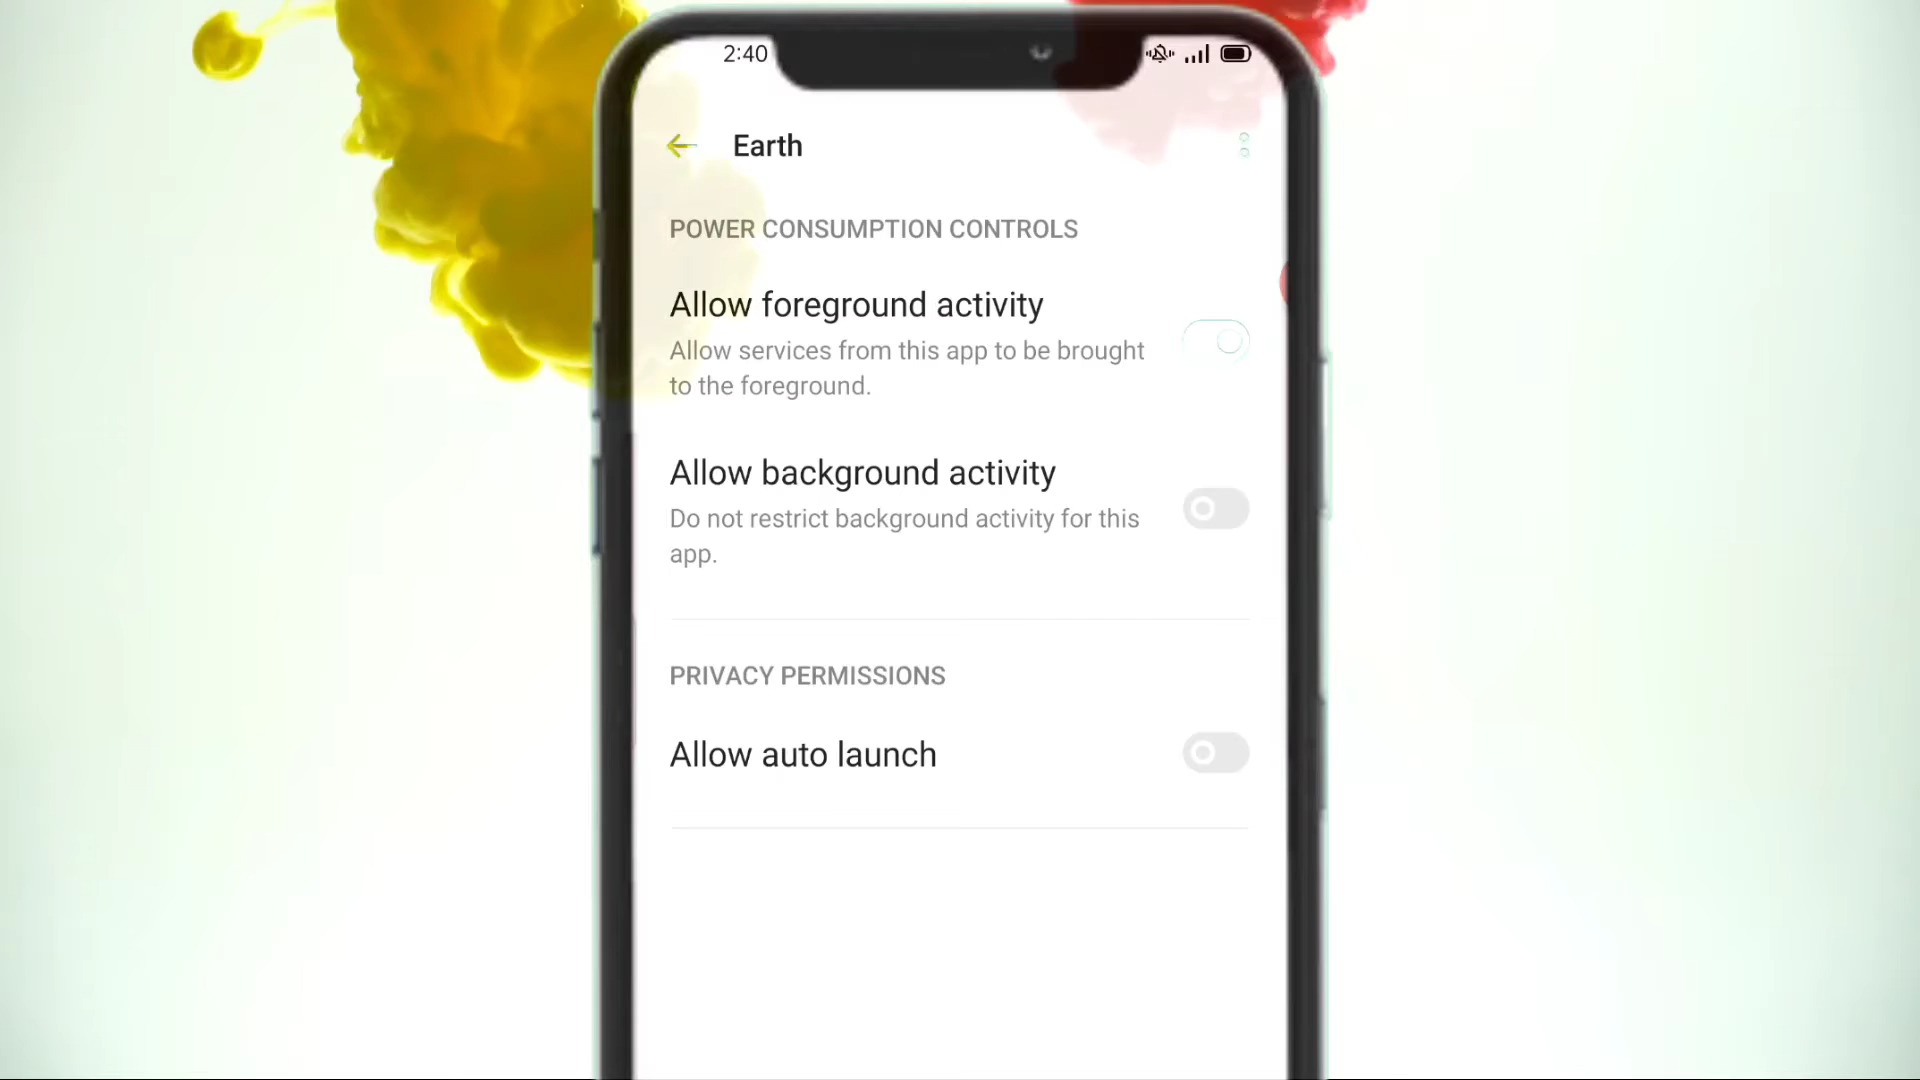 2:40
Earth
POWER CONSUMPTION CONTROLS
Allow foreground activity
Allow services from this app to be brought
to the foreground.
Allow background activity
Do not restrict background activity for this
app.
PRIVACY PERMISSIONS
Allow auto launch